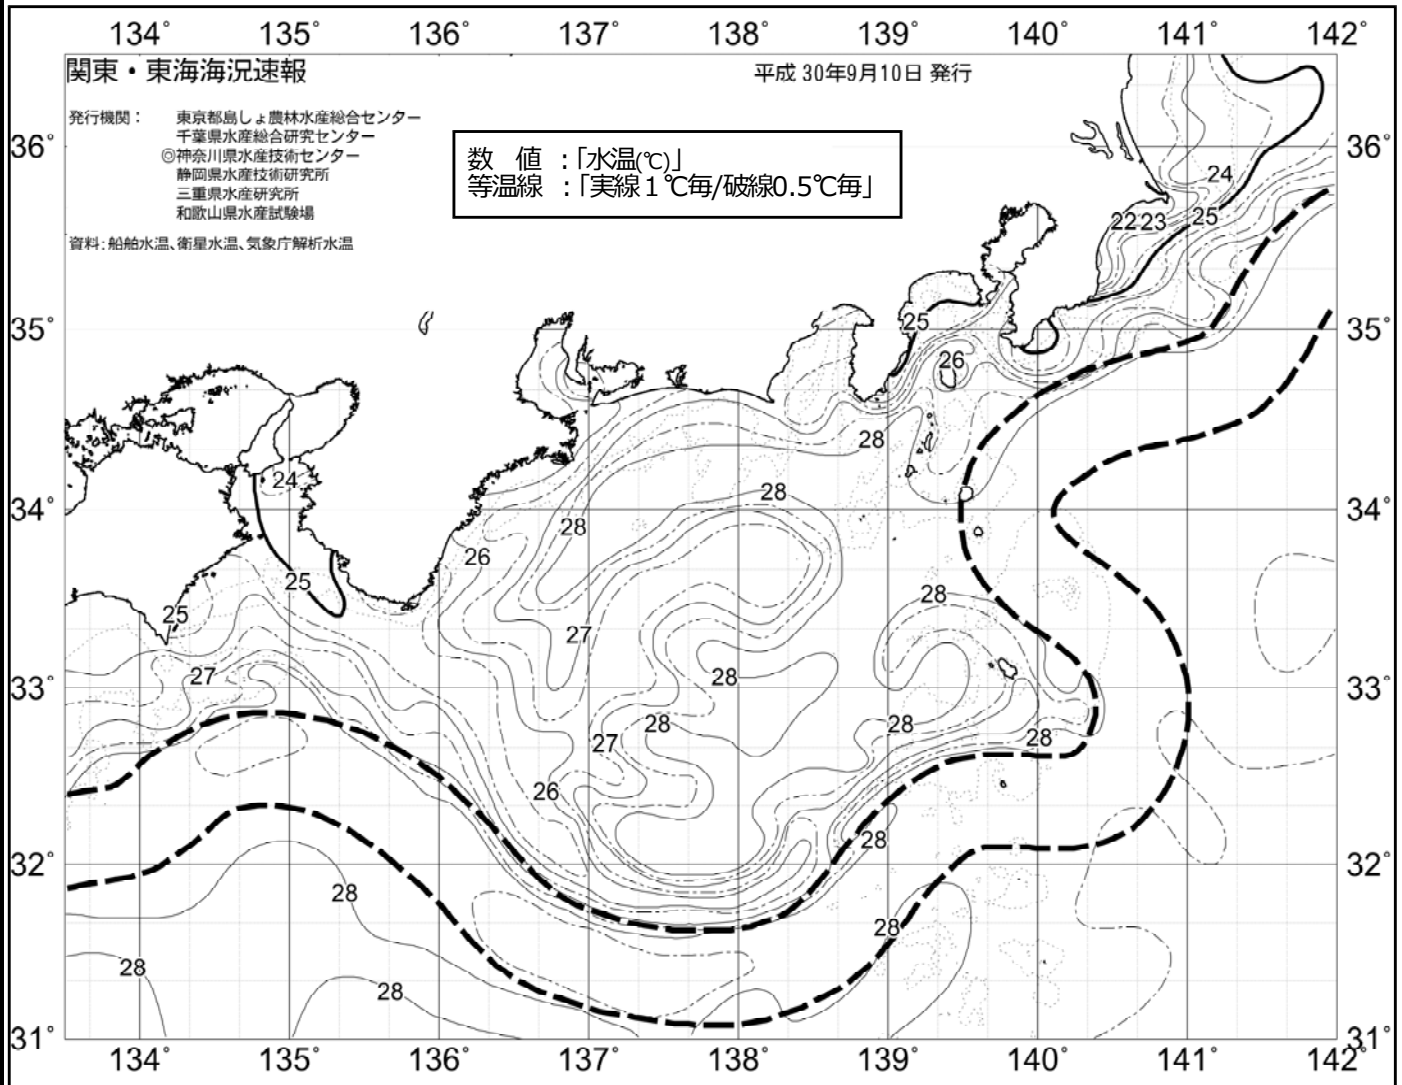 134° 135° 136° 137° 138° 139° 140° 141° 142°
関東・東海海況速報
平成 30年9月10日 発行
発行機関： 東京都島しょ農林水産総合センター
千葉県水産総合研究センター
◎神奈川県水産技術センター
静岡県水産技術研究所
三重県水産研究所
和歌山県水産試験場
資料:船舶水温、衛星水温、気象庁解析水温
数 値 :「水温(℃)」
等温線 :「実線１℃毎/破線0.5℃毎」
36° 36°
24
22 23 25
35° 25 35°
26
28
24 28
34° 28 34°
26
25
28
25
27
27 28
33° 33°
28 28
27 28
26
28
32° 32°
28
28
28
28
31° 31°
134° 135° 136° 137° 138° 139° 140° 141° 142°